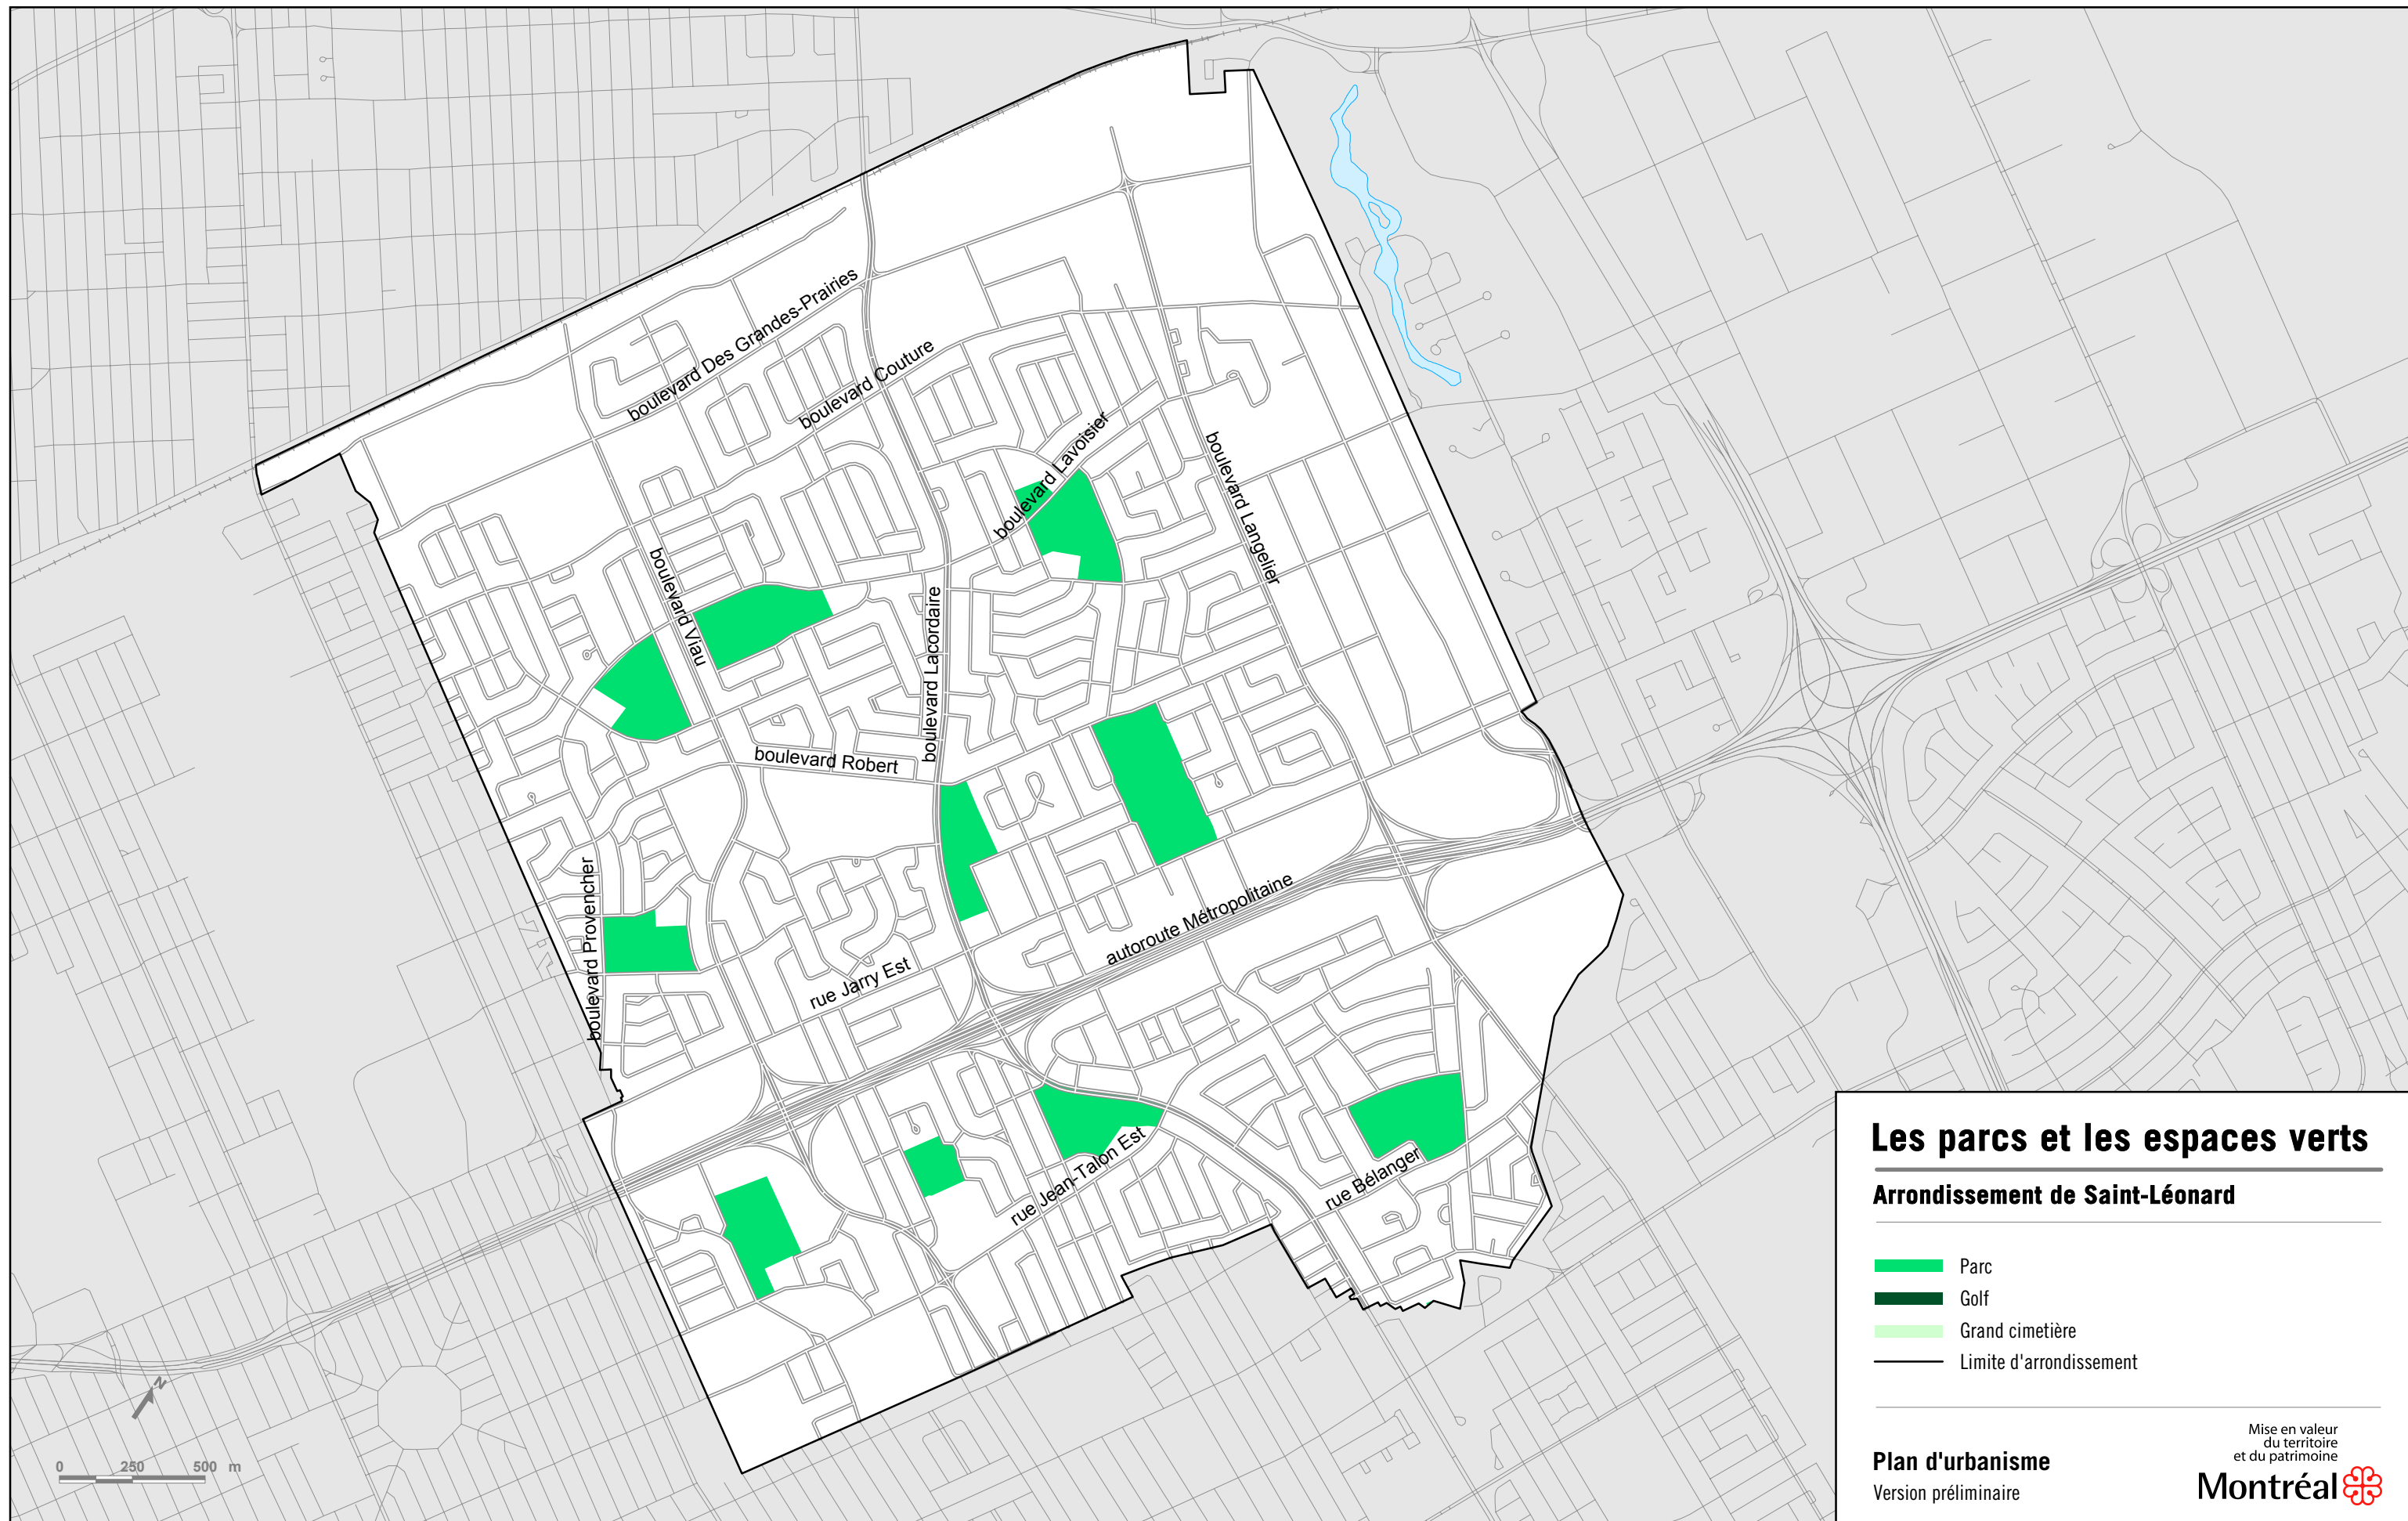 boulevard Des Grandes-Prairies
boulevard Couture
boulevard Lavoisier
boulevard Langelier
boulevard Viau
boulevard Lacordaire
boulevard Robert
boulevard Provencher
autoroute Métropolitaine
rue Jarry Est
rue Jean-Talon Est
rue Bélanger
N
0 250 500 m
Les parcs et les espaces verts
Arrondissement de Saint-Léonard
Parc
Golf
Grand cimetière
Limite d'arrondissement
Plan d'urbanisme
Version préliminaire
Mise en valeur
du territoire
et du patrimoine
Montréal